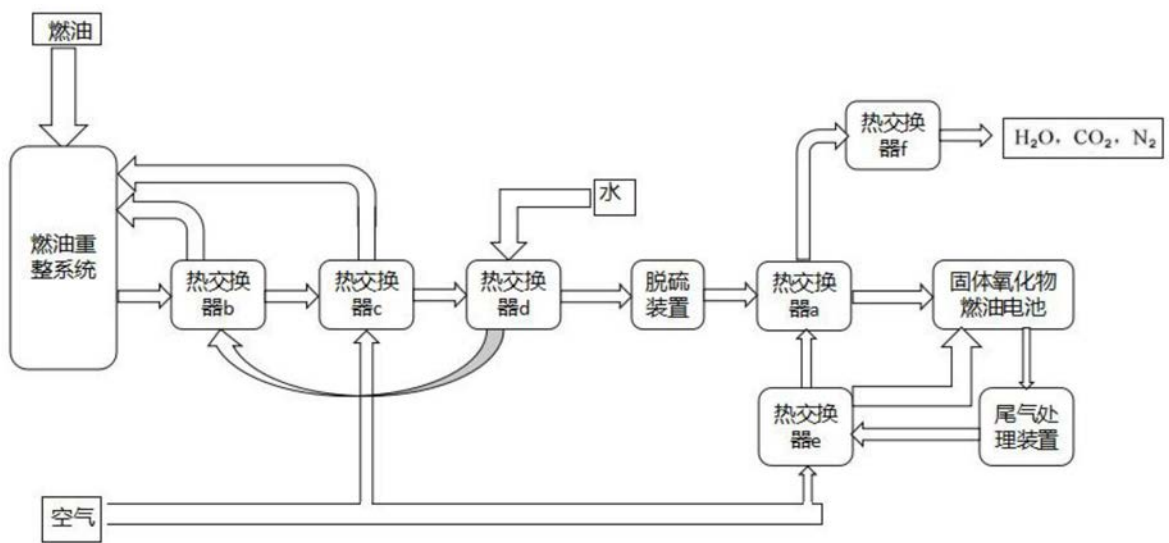 燃油
热交换
器f
H₂O，CO₂，N₂
水
燃油重
整系统
热交换
器b
热交换
器c
热交换
器d
脱硫
装置
热交换
器a
固体氧化物
燃油电池
热交换
器e
尾气处
理装置
空气